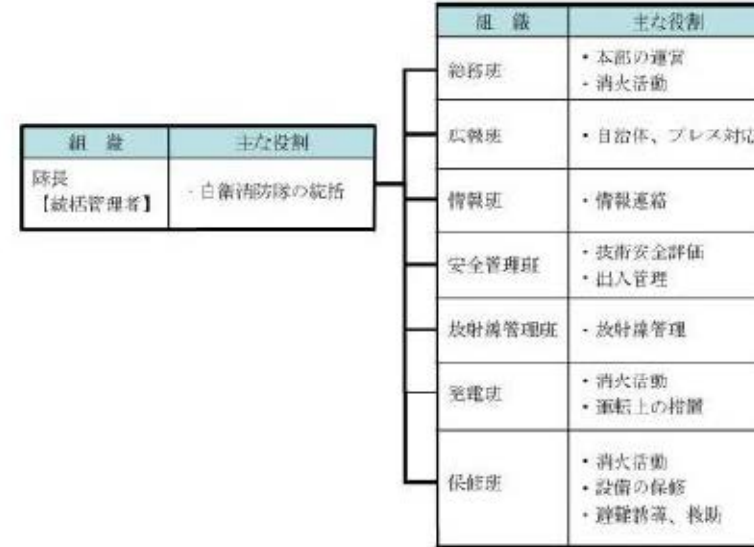 組 織 主な役割
隊長
【統括管理者】
・自衛消防隊の統括
組 織 主な役割
総務班
・本部の運営
・消火活動
広報班
・自治体、プレス対応
情報班
・情報連絡
安全管理班
・技術安全評価
・出入管理
放射線管理班
・放射線管理
発電班
・消火活動
・運転上の措置
保修班
・消火活動
・設備の保修
・避難誘導、救助